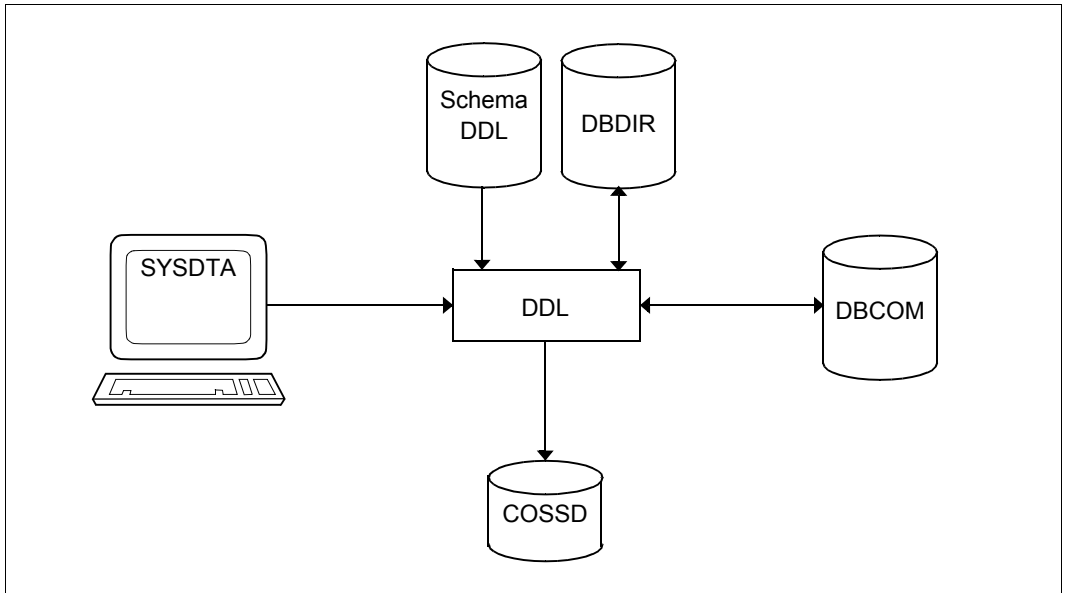 Schema
DDL
DBDIR
SYSDTA
DDL
DBCOM
COSSD